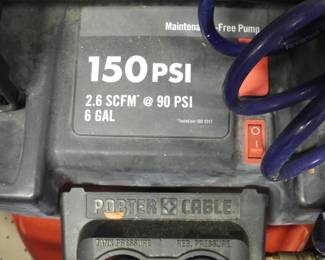 Maintenance-Free Pump
150 PSI
2.6 SCFM* @ 90 PSI
6 GAL
*Tested per ISO 1217
PORTER CABLE
TANK PRESSURE REG. PRESSURE